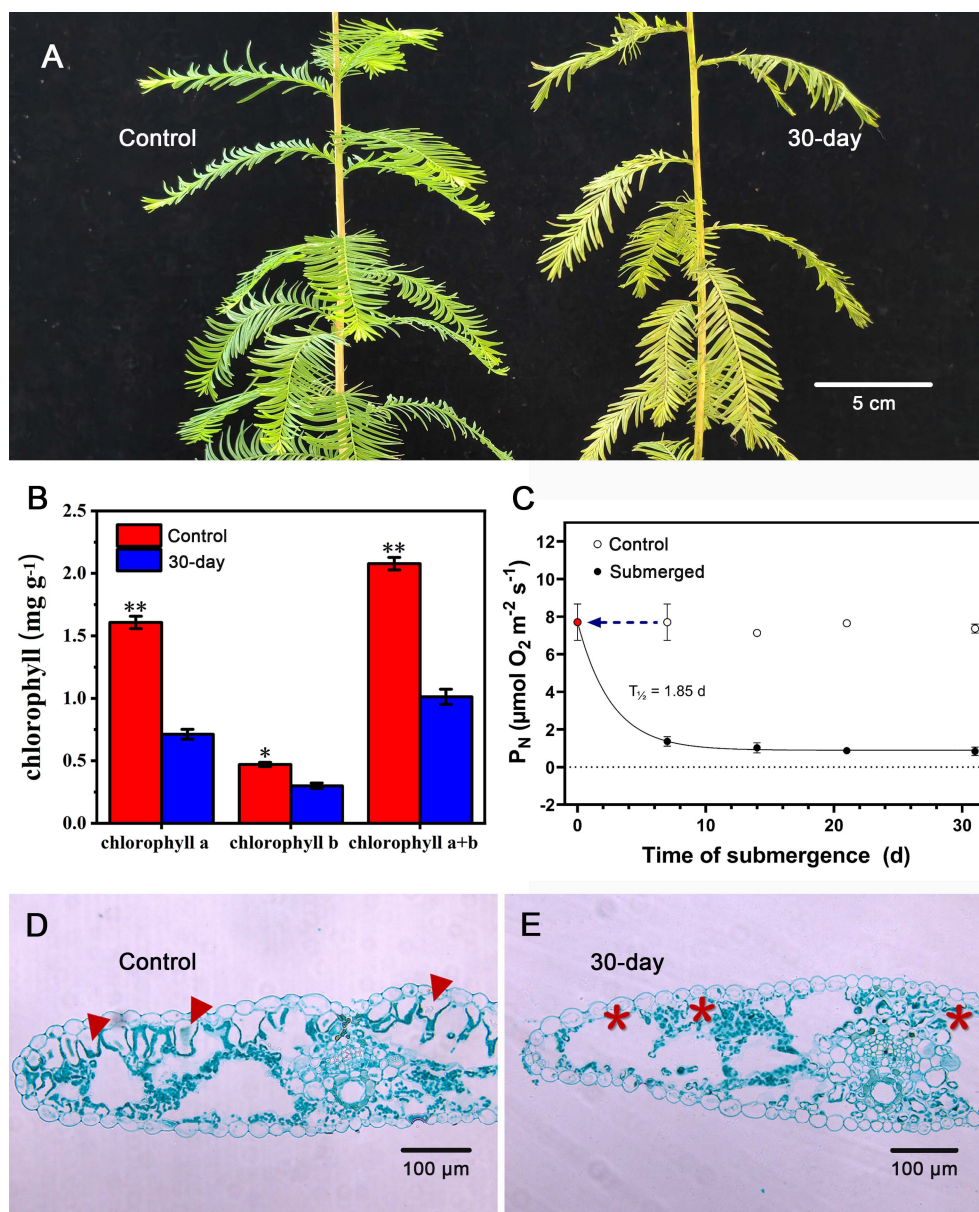 A
Control
30-day
5 cm
B
chlorophyll (mg g-1)
2.5
2.0
1.5
1.0
0.5
0.0
Control
30-day
**
*
**
chlorophyll a
chlorophyll b
chlorophyll a+b
C
PN (µmol O2 m-2 s-1)
12
10
8
6
4
2
0
-2
Control
Submerged
T½ = 1.85 d
0
10
20
30
Time of submergence (d)
D
Control
100 µm
E
30-day
100 µm